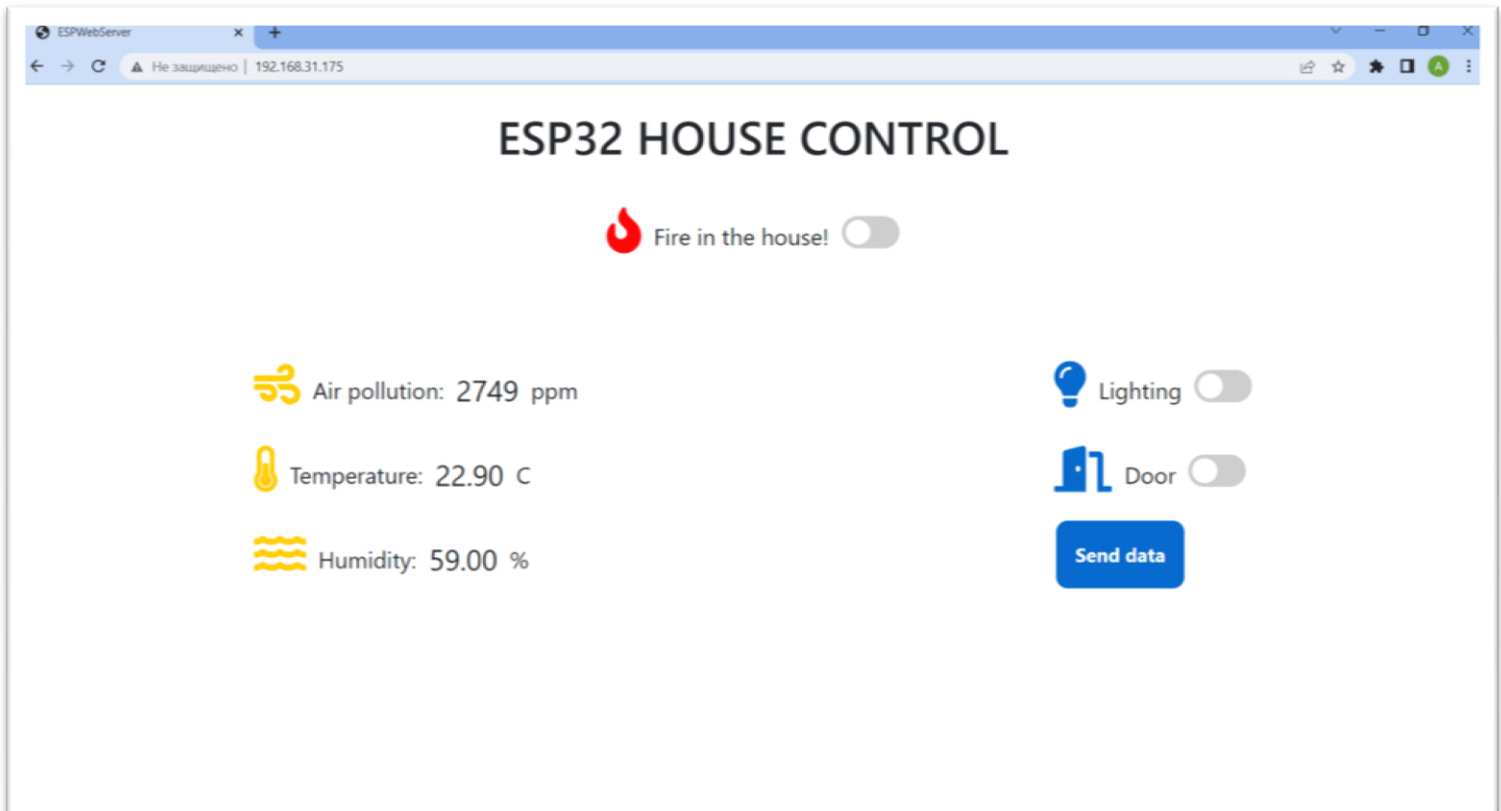 ESPWebServer
Не защищено | 192.168.31.175
A
ESP32 HOUSE CONTROL
Fire in the house!
Air pollution: 2749 ppm
Lighting
Temperature: 22.90 C
Door
Humidity: 59.00 %
Send data